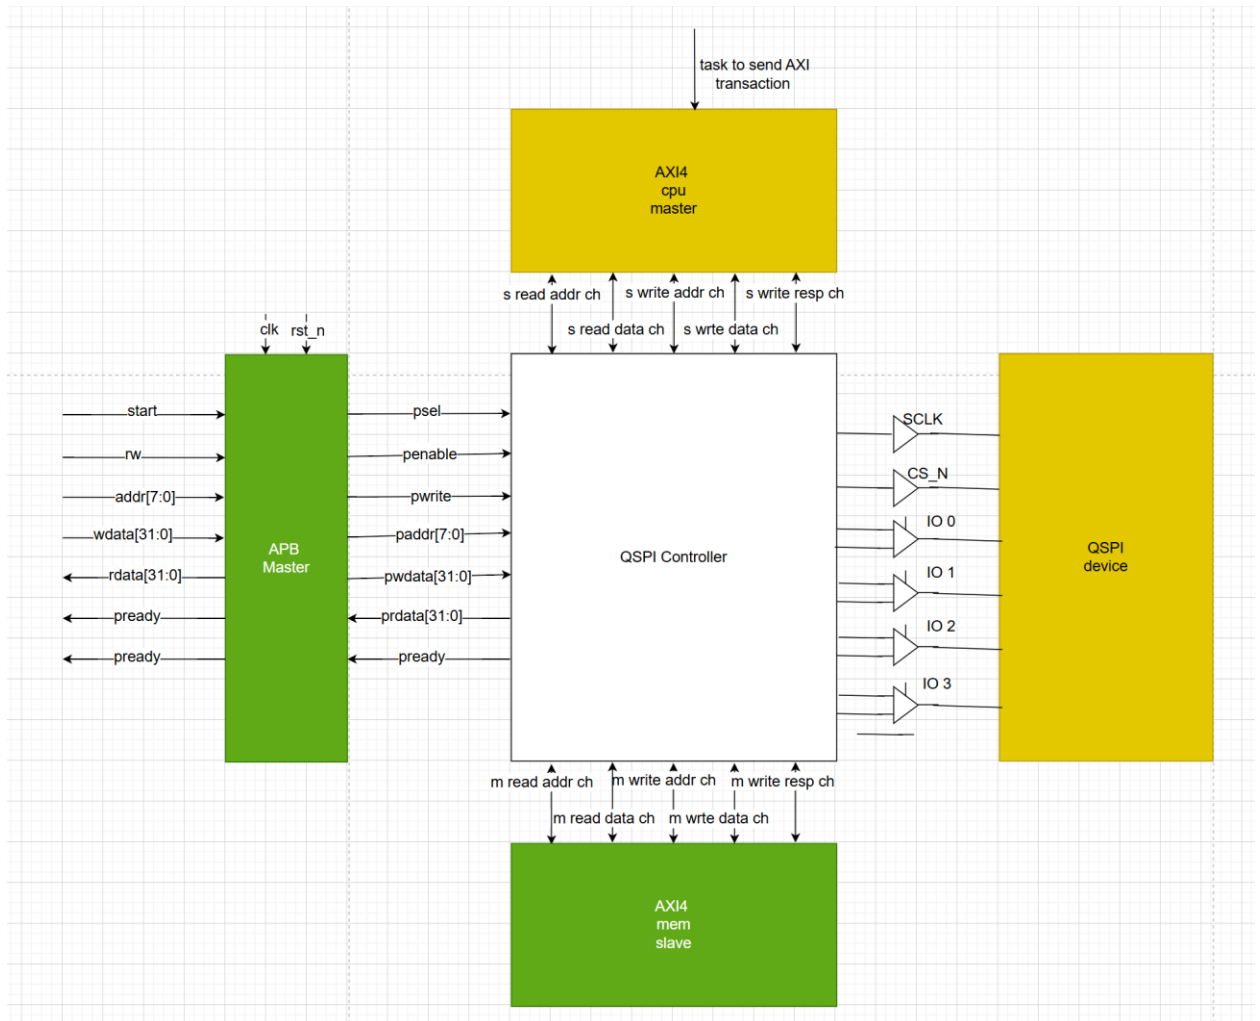 task to send AXI
transaction
AXI4
cpu
master
s read addr ch
s write addr ch
s write resp ch
s read data ch
s wrte data ch
clk
rst_n
start
rw
addr[7:0]
wdata[31:0]
rdata[31:0]
pready
pready
APB
Master
psel
penable
pwrite
paddr[7:0]
pwdata[31:0]
prdata[31:0]
pready
QSPI Controller
SCLK
CS_N
IO 0
IO 1
IO 2
IO 3
QSPI
device
m read addr ch
m write addr ch
m write resp ch
m read data ch
m wrte data ch
AXI4
mem
slave